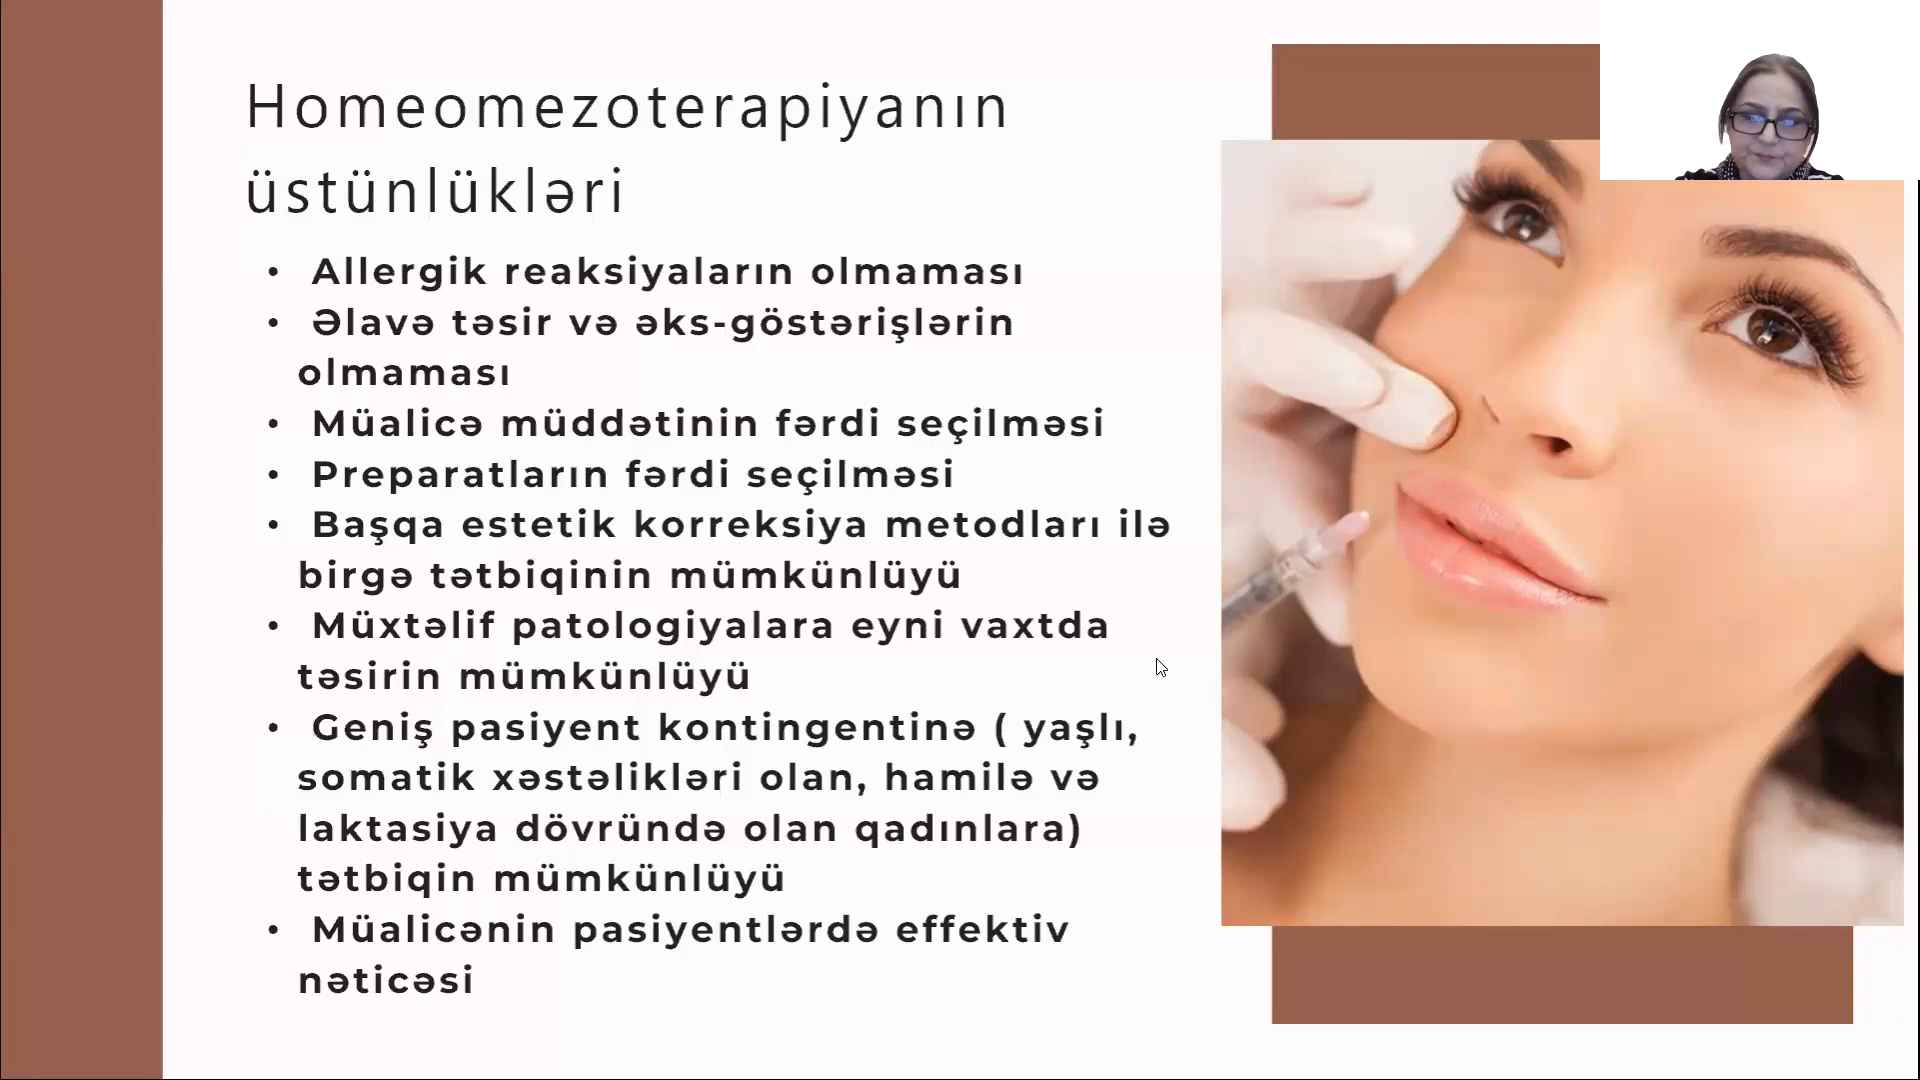 Homeomezoterapiyanın
üstünlükləri
• Allergik reaksiyaların olmaması
• Əlavə təsir və əks-göstərişlərin
olmaması
• Müalicə müddətinin fərdi seçilməsi
• Preparatların fərdi seçilməsi
• Başqa estetik korreksiya metodları ilə
birgə tətbiqinin mümkünlüyü
• Müxtəlif patologiyalara eyni vaxtda
təsirin mümkünlüyü
• Geniş pasiyent kontingentinə ( yaşlı,
somatik xəstəlikləri olan, hamilə və
laktasiya dövründə olan qadınlara)
tətbiqin mümkünlüyü
• Müalicənin pasiyentlərdə effektiv
nəticəsi